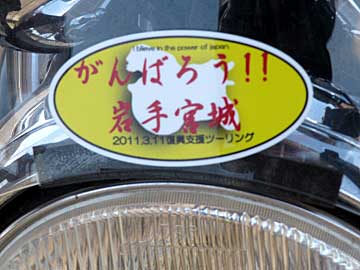 I believe in the power of japan.
がんばろう!!
岩手宮城
2011.3.11復興支援ツーリング